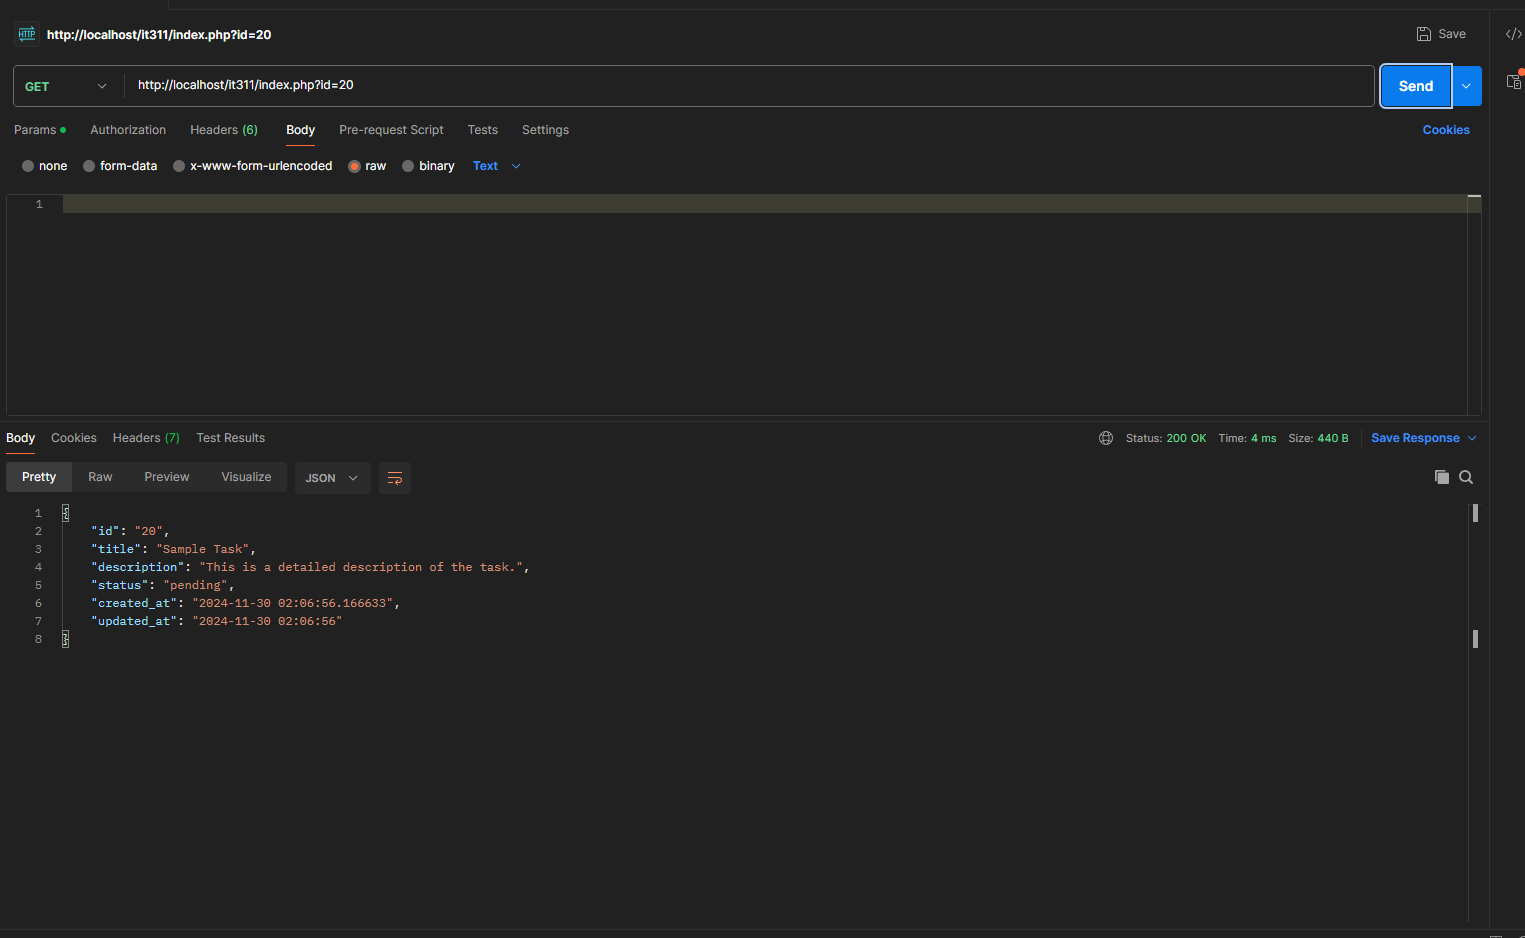 HTTP http://localhost/it311/index.php?id=20 Save </>
GET http://localhost/it311/index.php?id=20 Send
Params Authorization Headers (6) Body Pre-request Script Tests Settings Cookies
none form-data x-www-form-urlencoded raw binary Text
1
Body Cookies Headers (7) Test Results Status: 200 OK Time: 4 ms Size: 440 B Save Response
Pretty Raw Preview Visualize JSON
1 {
2 "id": "20",
3 "title": "Sample Task",
4 "description": "This is a detailed description of the task.",
5 "status": "pending",
6 "created_at": "2024-11-30 02:06:56.166633",
7 "updated_at": "2024-11-30 02:06:56"
8 }